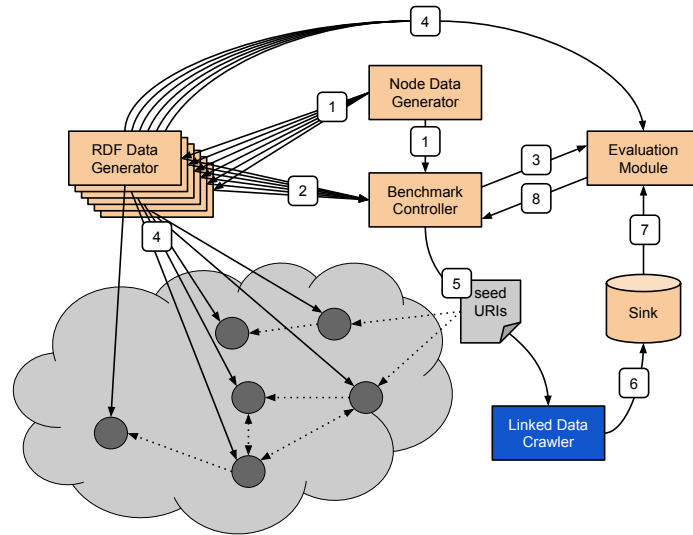 4
Node Data
Generator
1
1
RDF Data
Generator
Evaluation
Module
3
2
Benchmark
Controller
8
4
7
5
seed
URIs
Sink
6
Linked Data
Crawler